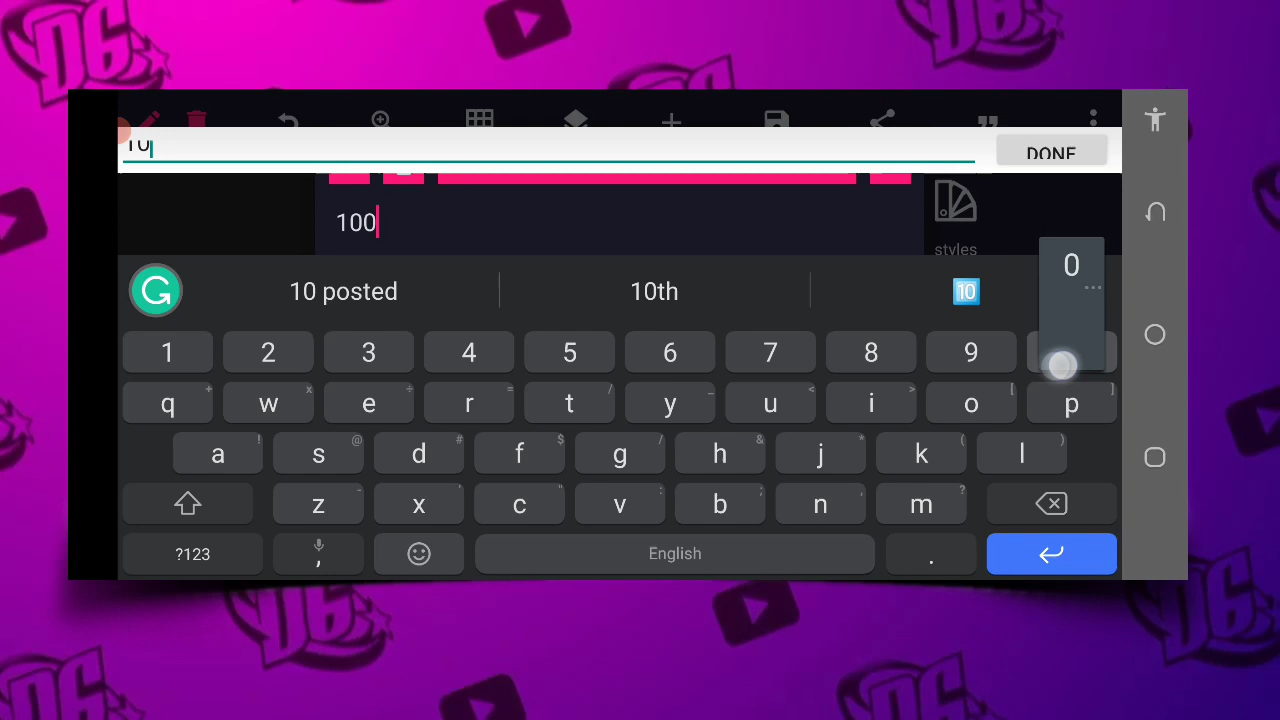 10
DONE
100
styles
0
...
10 posted
10th
10
1 2 3 4 5 6 7 8 9
+ x ÷ = / _ < > [ ]
q w e r t y u i o p
! @ # $ / & * ( )
a s d f g h j k l
- ' " : ; , ?
z x c v b n m
?123 , English .